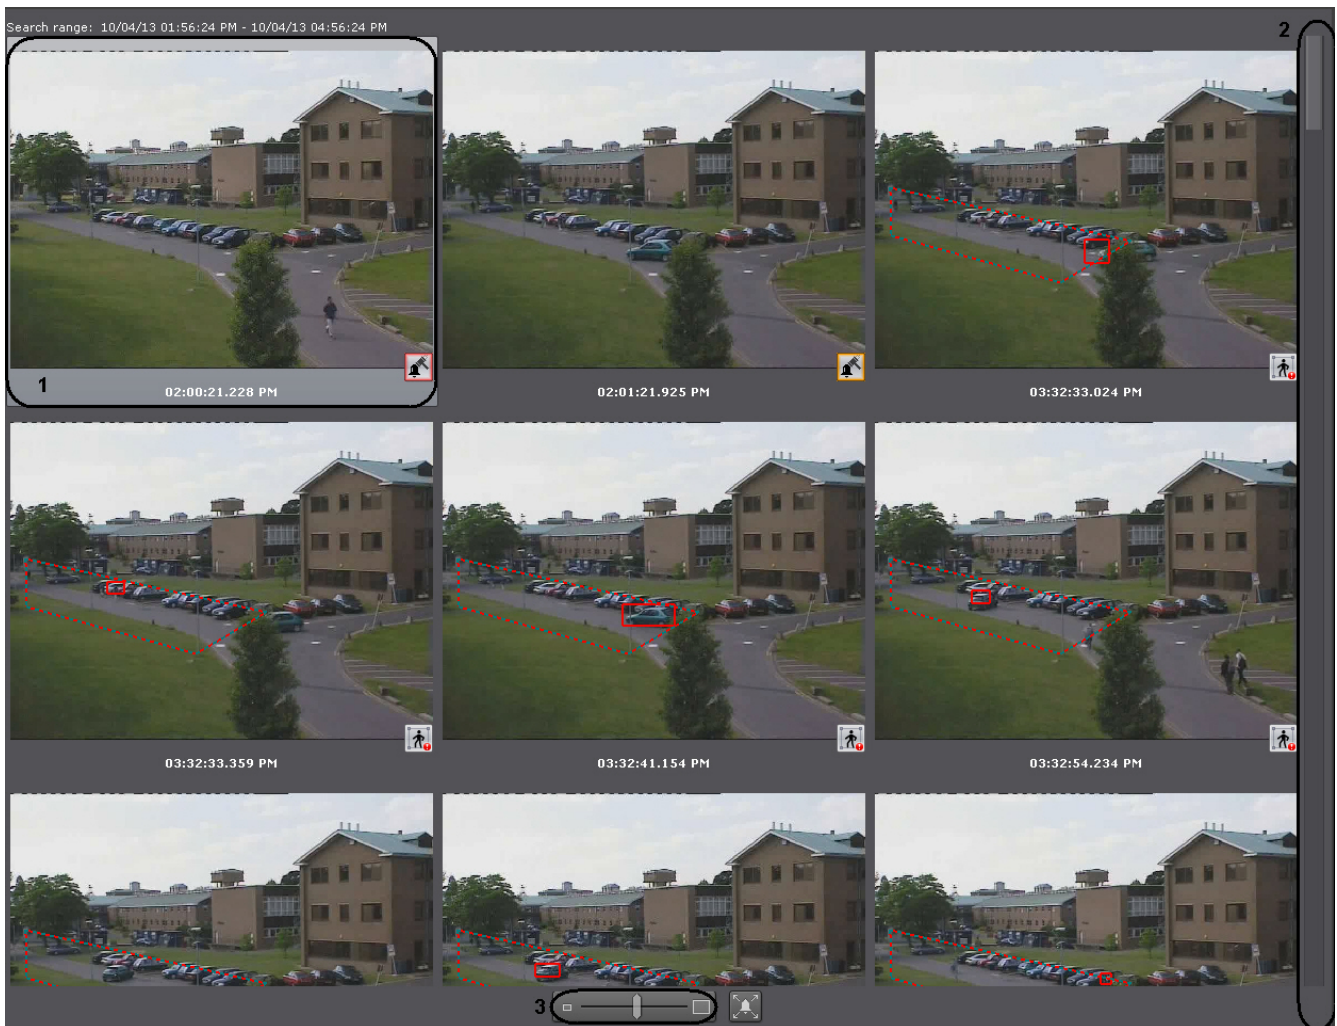 Search range: 10/04/13 01:56:24 PM - 10/04/13 04:56:24 PM
2
1
02:00:21.228 PM
02:01:21.925 PM
03:32:33.024 PM
03:32:33.359 PM
03:32:41.154 PM
03:32:54.234 PM
3